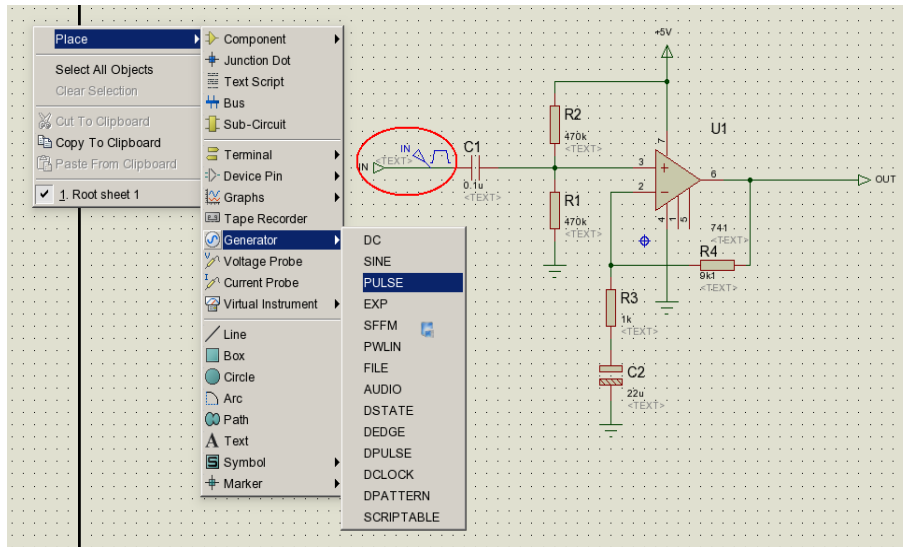 Place
Select All Objects
Clear Selection
Cut To Clipboard
Copy To Clipboard
Paste From Clipboard
1. Root sheet 1
Component
Junction Dot
Text Script
Bus
Sub-Circuit
Terminal
Device Pin
Graphs
Tape Recorder
Generator
Voltage Probe
Current Probe
Virtual Instrument
Line
Box
Circle
Arc
Path
Text
Symbol
Marker
DC
SINE
PULSE
EXP
SFFM
PWLIN
FILE
AUDIO
DSTATE
DEDGE
DPULSE
DCLOCK
DPATTERN
SCRIPTABLE
IN
IN
<TEXT>
C1
0.1u
<TEXT>
+5V
R2
470k
<TEXT>
R1
470k
<TEXT>
U1
7
3
2
6
4
1
5
741
<TEXT>
OUT
R4
9k1
<TEXT>
R3
1k
<TEXT>
C2
22u
<TEXT>